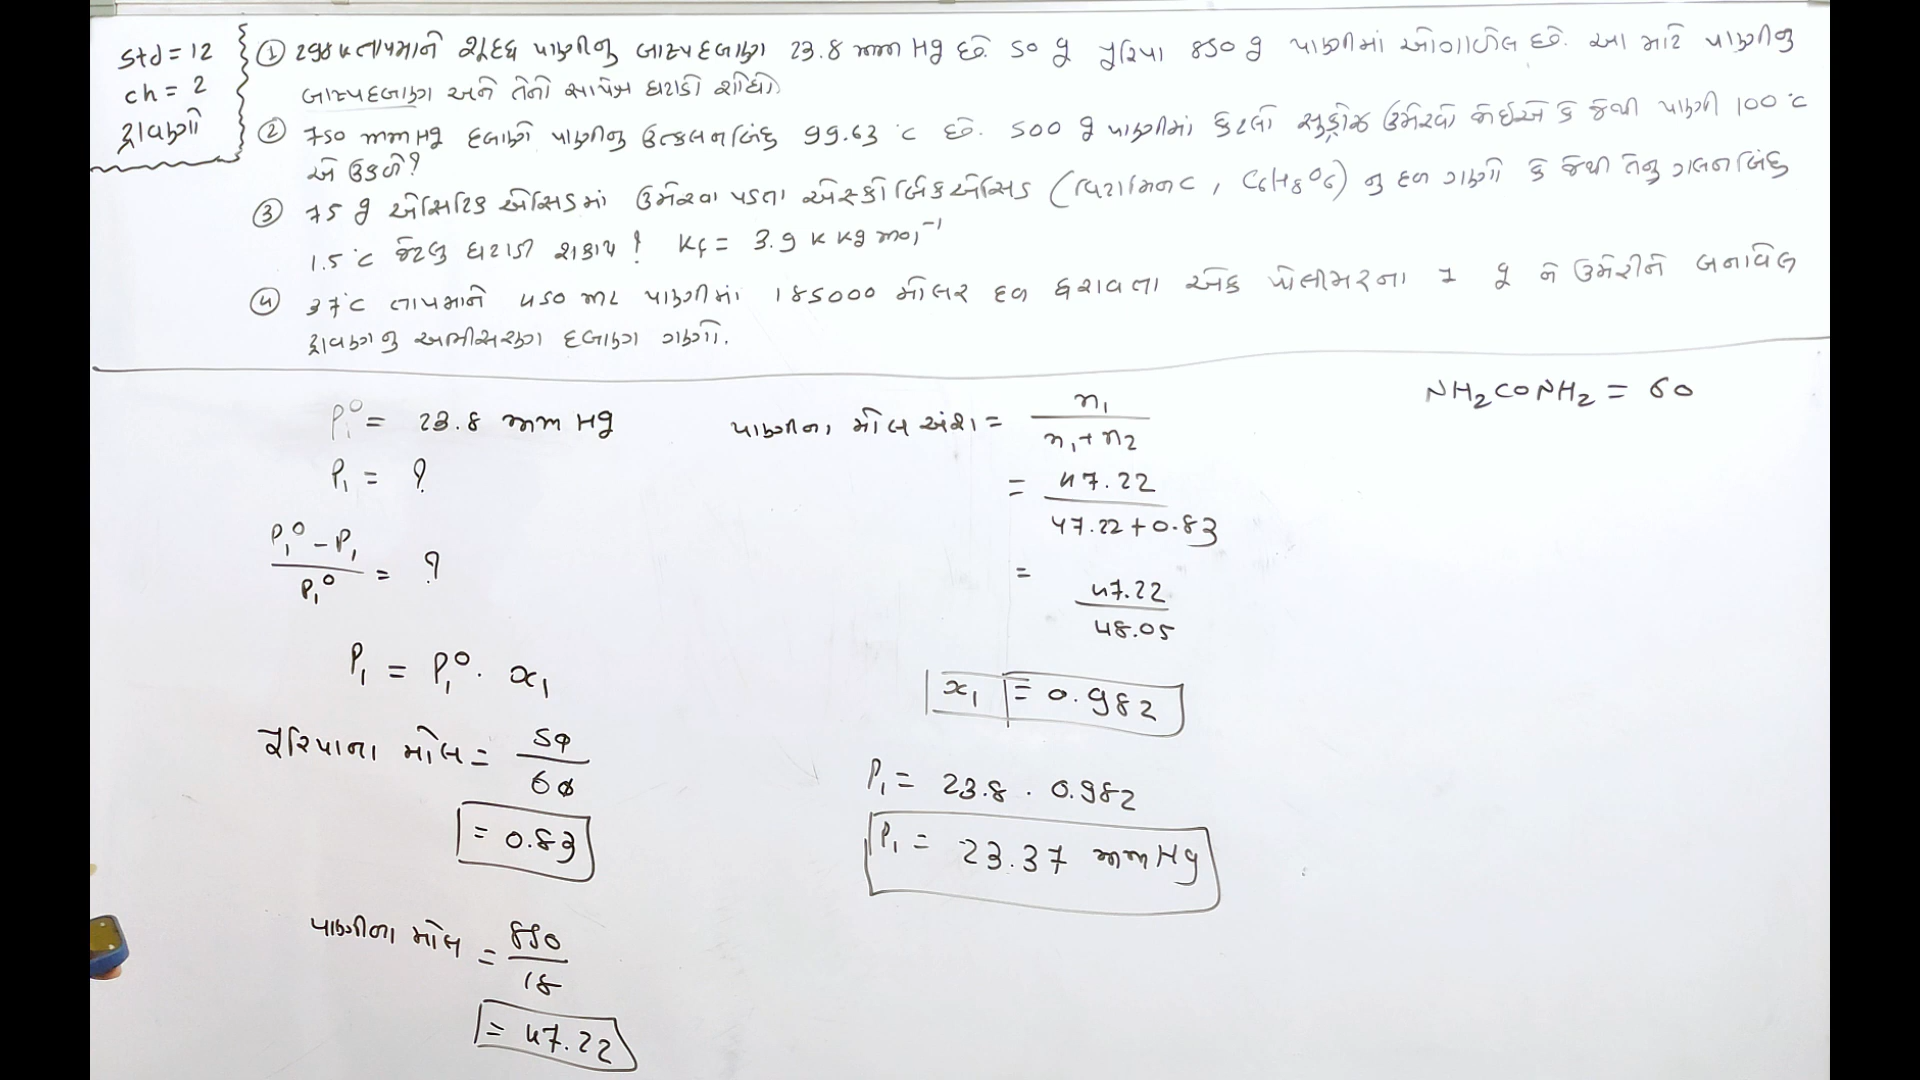 Std = 12
ch = 2
દ્રાવણો
① 298 K તાપમાને શુદ્ધ પાણીનુ બાષ્પદબાણ 23.8 mm Hg છે. 50 g યુરિયા 850 g પાણીમાં ઓગાળેલ છે. આ માટે પાણીનુ
બાષ્પદબાણ અને તેનો સાપેક્ષ ઘટાડો શોધો
② 750 mm Hg દબાણે પાણીનુ ઉત્કલનબિંદુ 99.63 °C છે. 500 g પાણીમાં કેટલો સુક્રોઝ ઉમેરવો જોઇએ કે જેથી પાણી 100 °C
એ ઉકળે?
③ 75 g એસિટિક એસિડમાં ઉમેરવા પડતા એસ્કોર્બિક એસિડ (વિટામિન C, C6H8O6) નુ દળ ગણો કે જેથી તેનુ ગલનબિંદુ
1.5 °C જેટલુ ઘટાડી શકાય? Kf = 3.9 K kg mol⁻¹
④ 37 °C તાપમાને 450 mL પાણીમાં 185000 મોલર દળ ધરાવતા એક પોલીમરના 1 g ને ઉમેરીને બનાવેલ
દ્રાવણનુ અભીસરણ દબાણ ગણો.
P₁⁰ = 23.8 mm Hg
P₁ = ?
P₁⁰ - P₁
P₁⁰
= ?
P₁ = P₁⁰ . x₁
યુરિયાના મોલ = 50
60
= 0.83
પાણીના મોલ = 850
18
= 47.22
પાણીના મોલ અંશ = n₁
n₁ + n₂
= 47.22
47.22 + 0.83
= 47.22
48.05
x₁ = 0.982
P₁ = 23.8 . 0.982
P₁ = 23.37 mm Hg
NH₂CONH₂ = 60